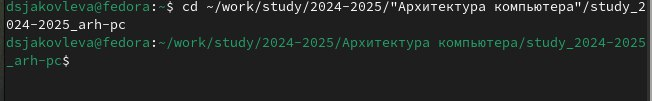 dsjakovleva@fedora:~$ cd ~/work/study/2024-2025/"Архитектура компьютера"/study_2
024-2025_arh-pc
dsjakovleva@fedora:~/work/study/2024-2025/Архитектура компьютера/study_2024-2025
_arh-pc$